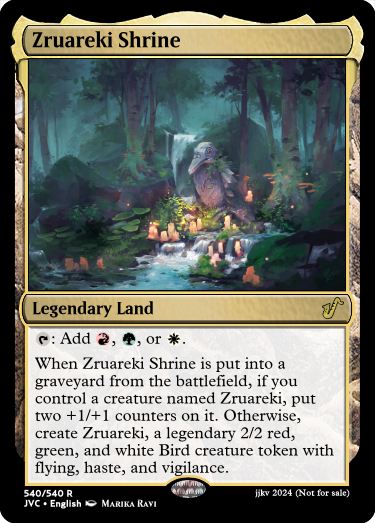 Zruareki Shrine
Legendary Land
: Add , , or .
When Zruareki Shrine is put into a
graveyard from the battlefield, if you
control a creature named Zruareki, put
two +1/+1 counters on it. Otherwise,
create Zruareki, a legendary 2/2 red,
green, and white Bird creature token with
flying, haste, and vigilance.
540/540 R
JVC • English Marika Ravi
jjkv 2024 (Not for sale)